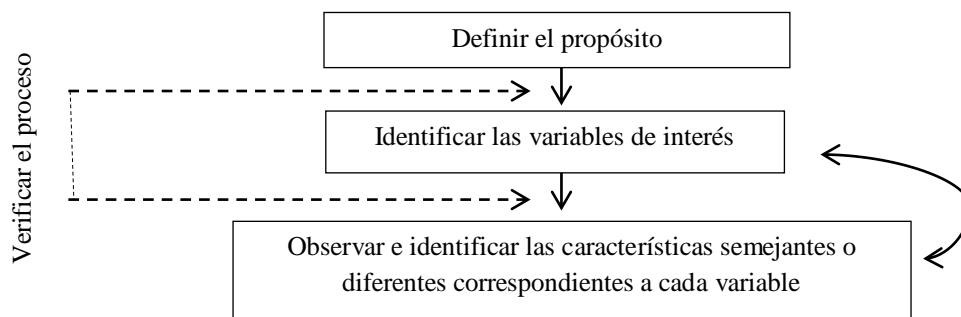 Definir el propósito
Identificar las variables de interés
Observar e identificar las características semejantes o
diferentes correspondientes a cada variable
Verificar el proceso